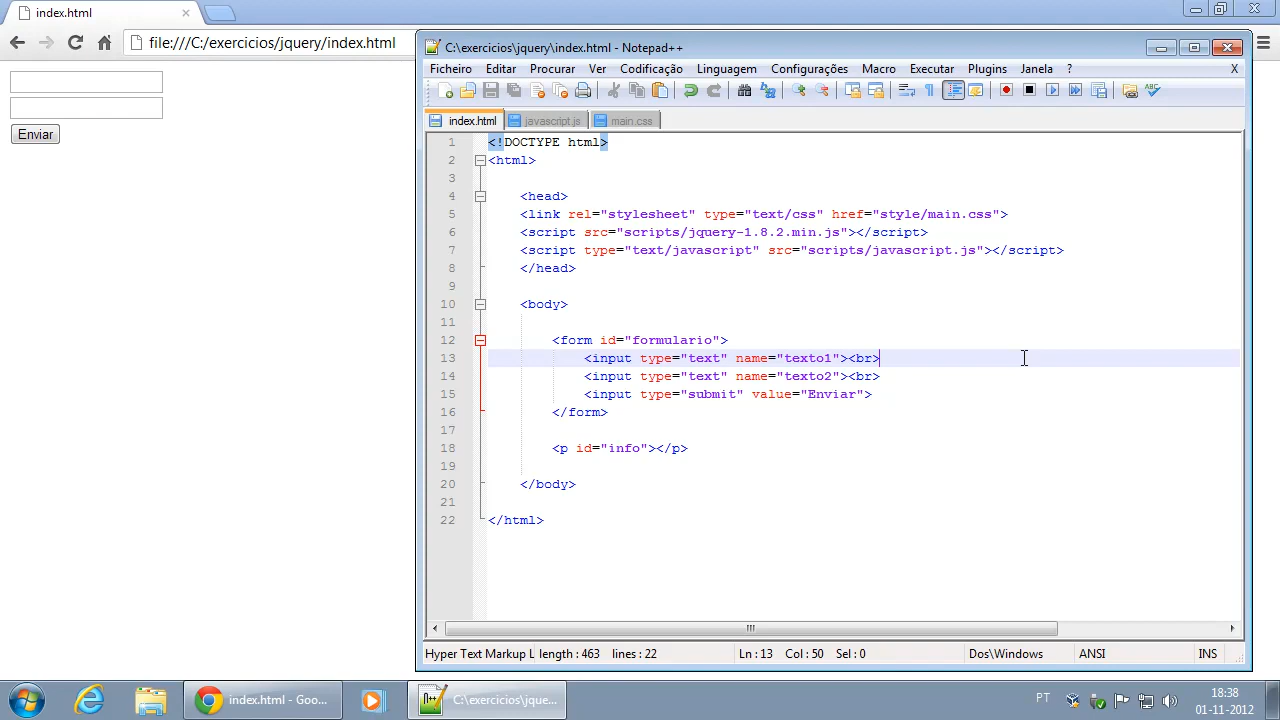 index.html
file:///C:/exercicios/jquery/index.html
Enviar
C:\exercicios\jquery\index.html - Notepad++
Ficheiro Editar Procurar Ver Codificação Linguagem Configurações Macro Executar Plugins Janela ? X
index.html javascript.js main.css
1 <!DOCTYPE html>
2 <html>
3
4 <head>
5 <link rel="stylesheet" type="text/css" href="style/main.css">
6 <script src="scripts/jquery-1.8.2.min.js"></script>
7 <script type="text/javascript" src="scripts/javascript.js"></script>
8 </head>
9
10 <body>
11
12 <form id="formulario">
13 <input type="text" name="texto1"><br>
14 <input type="text" name="texto2"><br>
15 <input type="submit" value="Enviar">
16 </form>
17
18 <p id="info"></p>
19
20 </body>
21
22 </html>
Hyper Text Markup L length : 463 lines : 22 Ln : 13 Col : 50 Sel : 0 Dos\Windows ANSI INS
index.html - Goo...
C:\exercicios\jque...
PT
18:38
01-11-2012